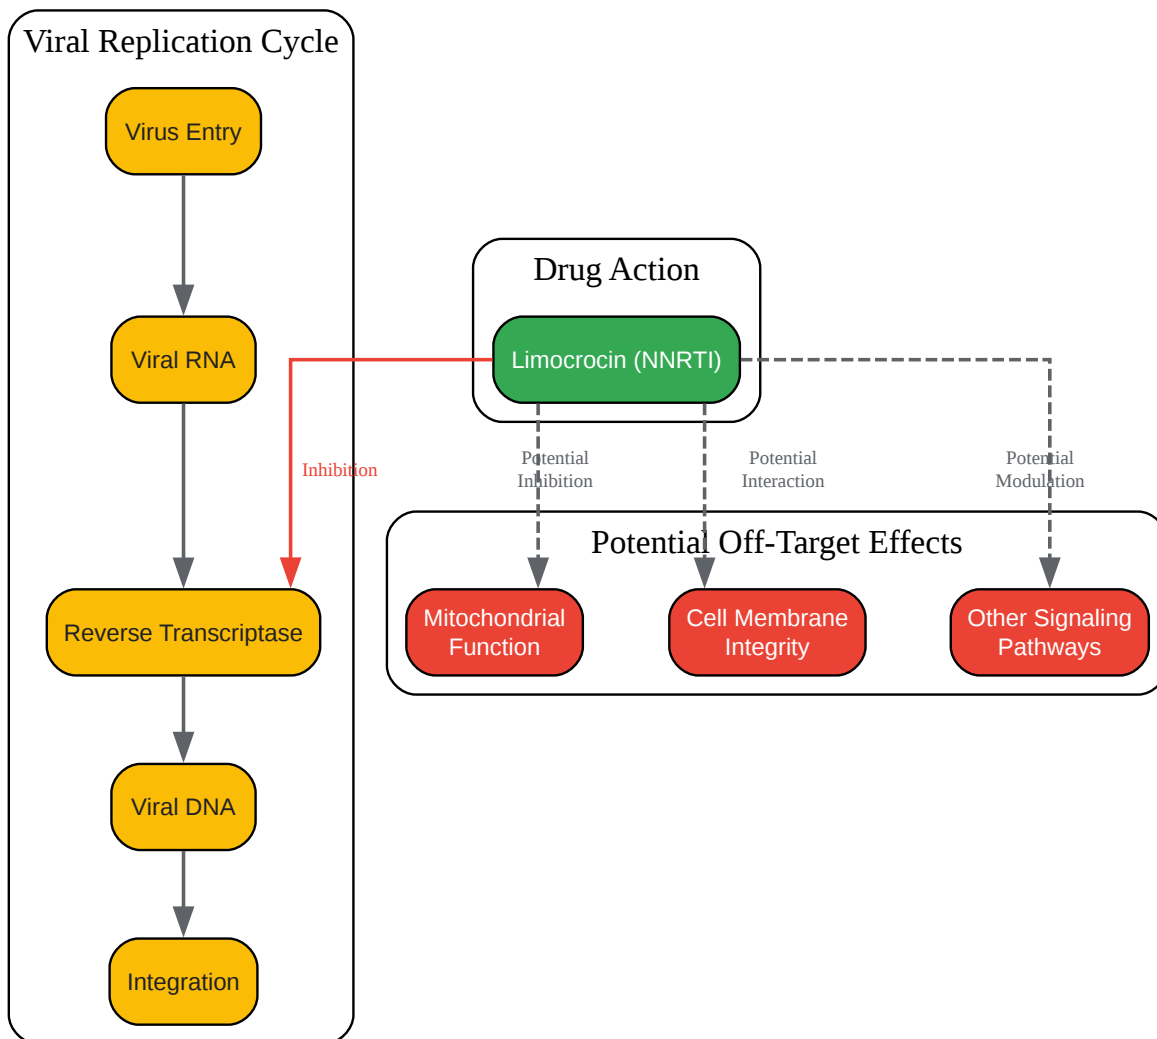 Viral Replication Cycle
Virus Entry
Viral RNA
Reverse Transcriptase
Viral DNA
Integration
Drug Action
Limocrocin (NNRTI)
Inhibition
Potential
Inhibition
Potential
Interaction
Potential
Modulation
Potential Off-Target Effects
Mitochondrial
Function
Cell Membrane
Integrity
Other Signaling
Pathways